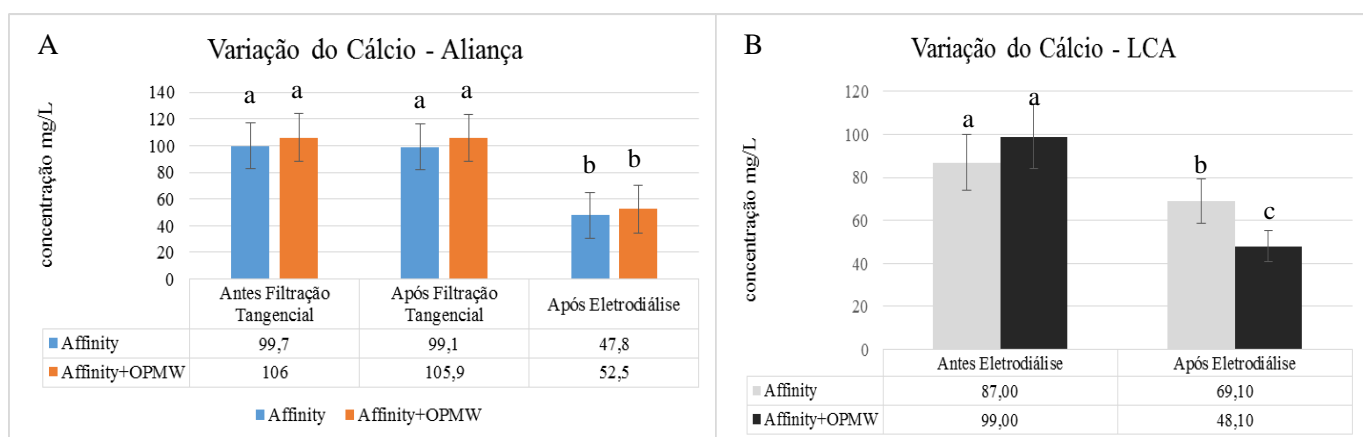 A
Variação do Cálcio - Aliança
concentração mg/L
140
120
100
80
60
40
20
0
a a a a b b
Antes Filtração Tangencial Após Filtração Tangencial Após Eletrodiálise
Affinity 99,7 99,1 47,8
Affinity+OPMW 106 105,9 52,5
Affinity Affinity+OPMW
B
Variação do Cálcio - LCA
concentração mg/L
120
100
80
60
40
20
0
a a b c
Antes Eletrodiálise Após Eletrodiálise
Affinity 87,00 69,10
Affinity+OPMW 99,00 48,10